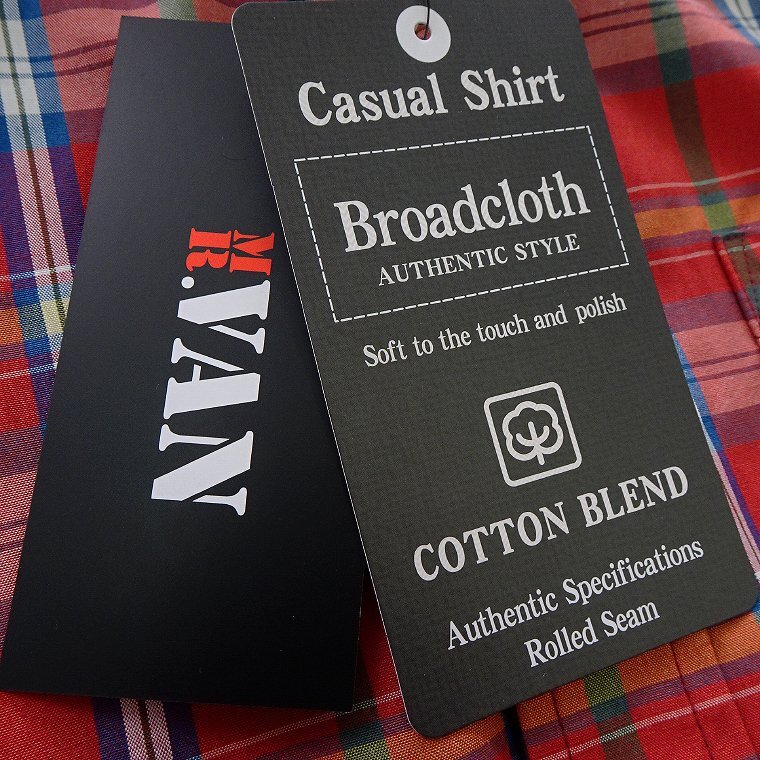 MR.VAN
Casual Shirt
Broadcloth
AUTHENTIC STYLE
Soft to the touch and polish
COTTON BLEND
Authentic Specifications
Rolled Seam